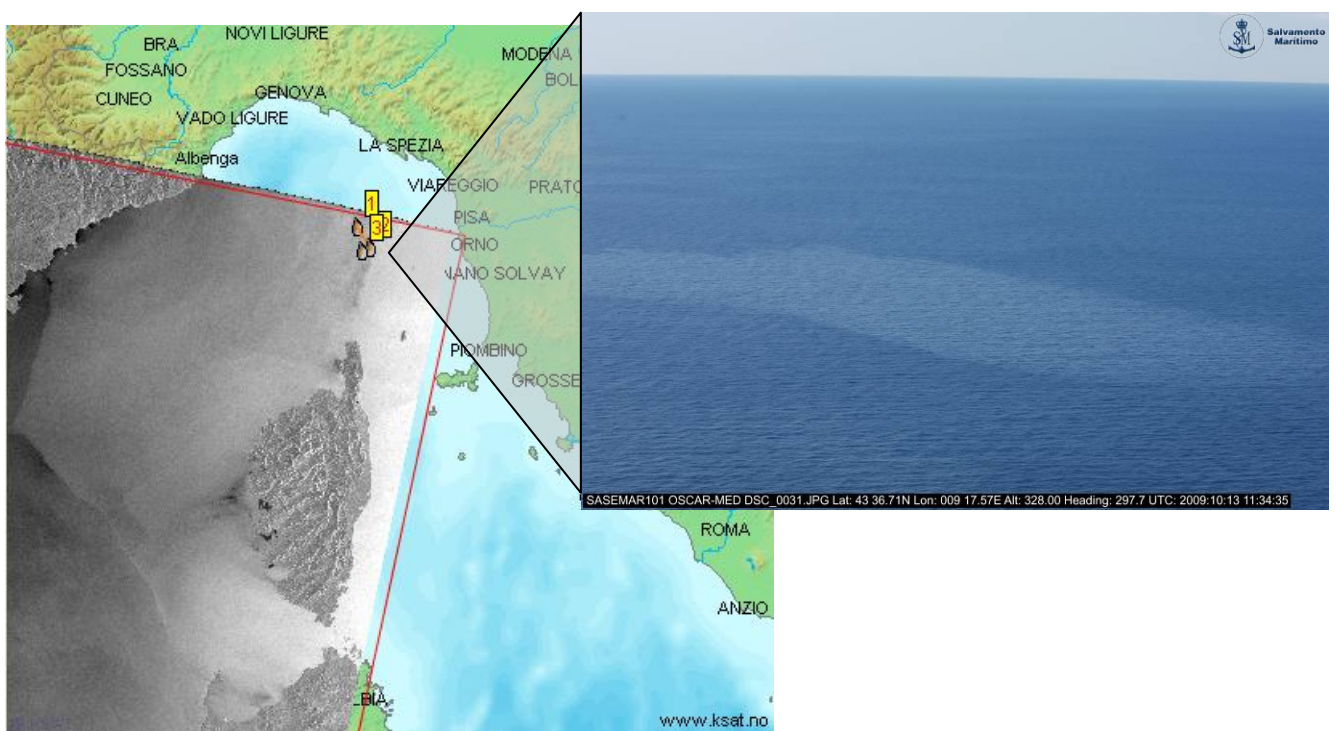 NOVI LIGURE
BRA
MODENA
FOSSANO
BOL
CUNEO
GENOVA
VADO LIGURE
LA SPEZIA
Albenga
VIAREGGIO
PRATO
1
PISA
3
2
ORNO
NANO SOLVAY
PIOMBINO
GROSSE
ROMA
ANZIO
LBIA
www.ksat.no
SM
Salvamento
Marítimo
SASEMAR101 OSCAR-MED DSC_0031.JPG Lat: 43 36.71N Lon: 009 17.57E Alt: 328.00 Heading: 297.7 UTC: 2009:10:13 11:34:35